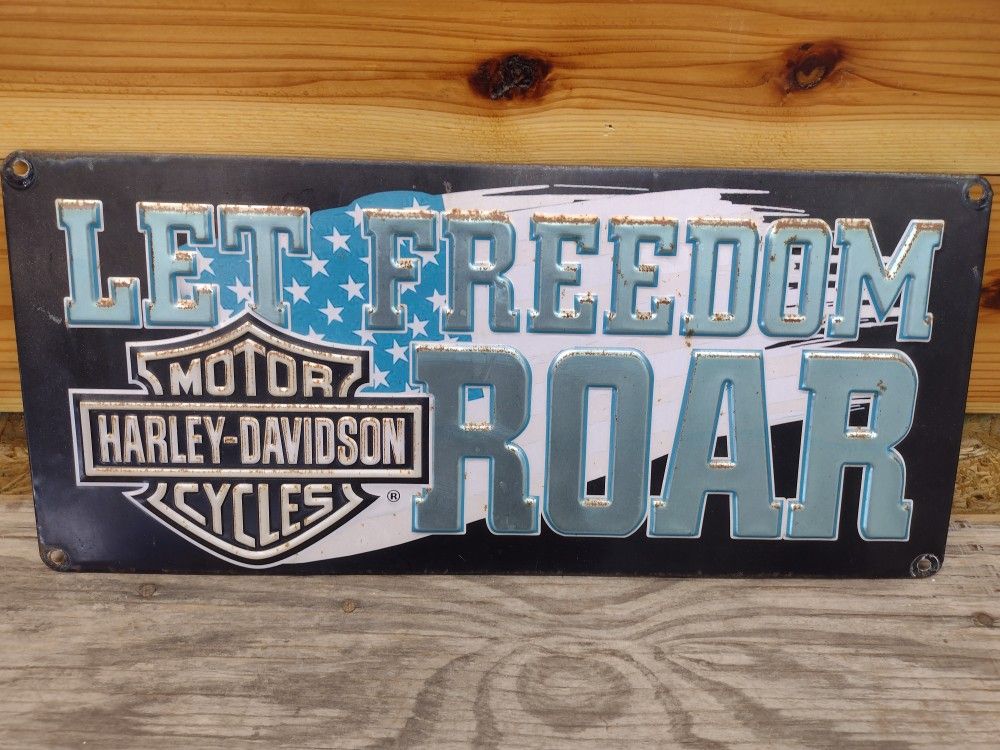 LET FREEDOM
ROAR
MOTOR
HARLEY-DAVIDSON
CYCLES
®